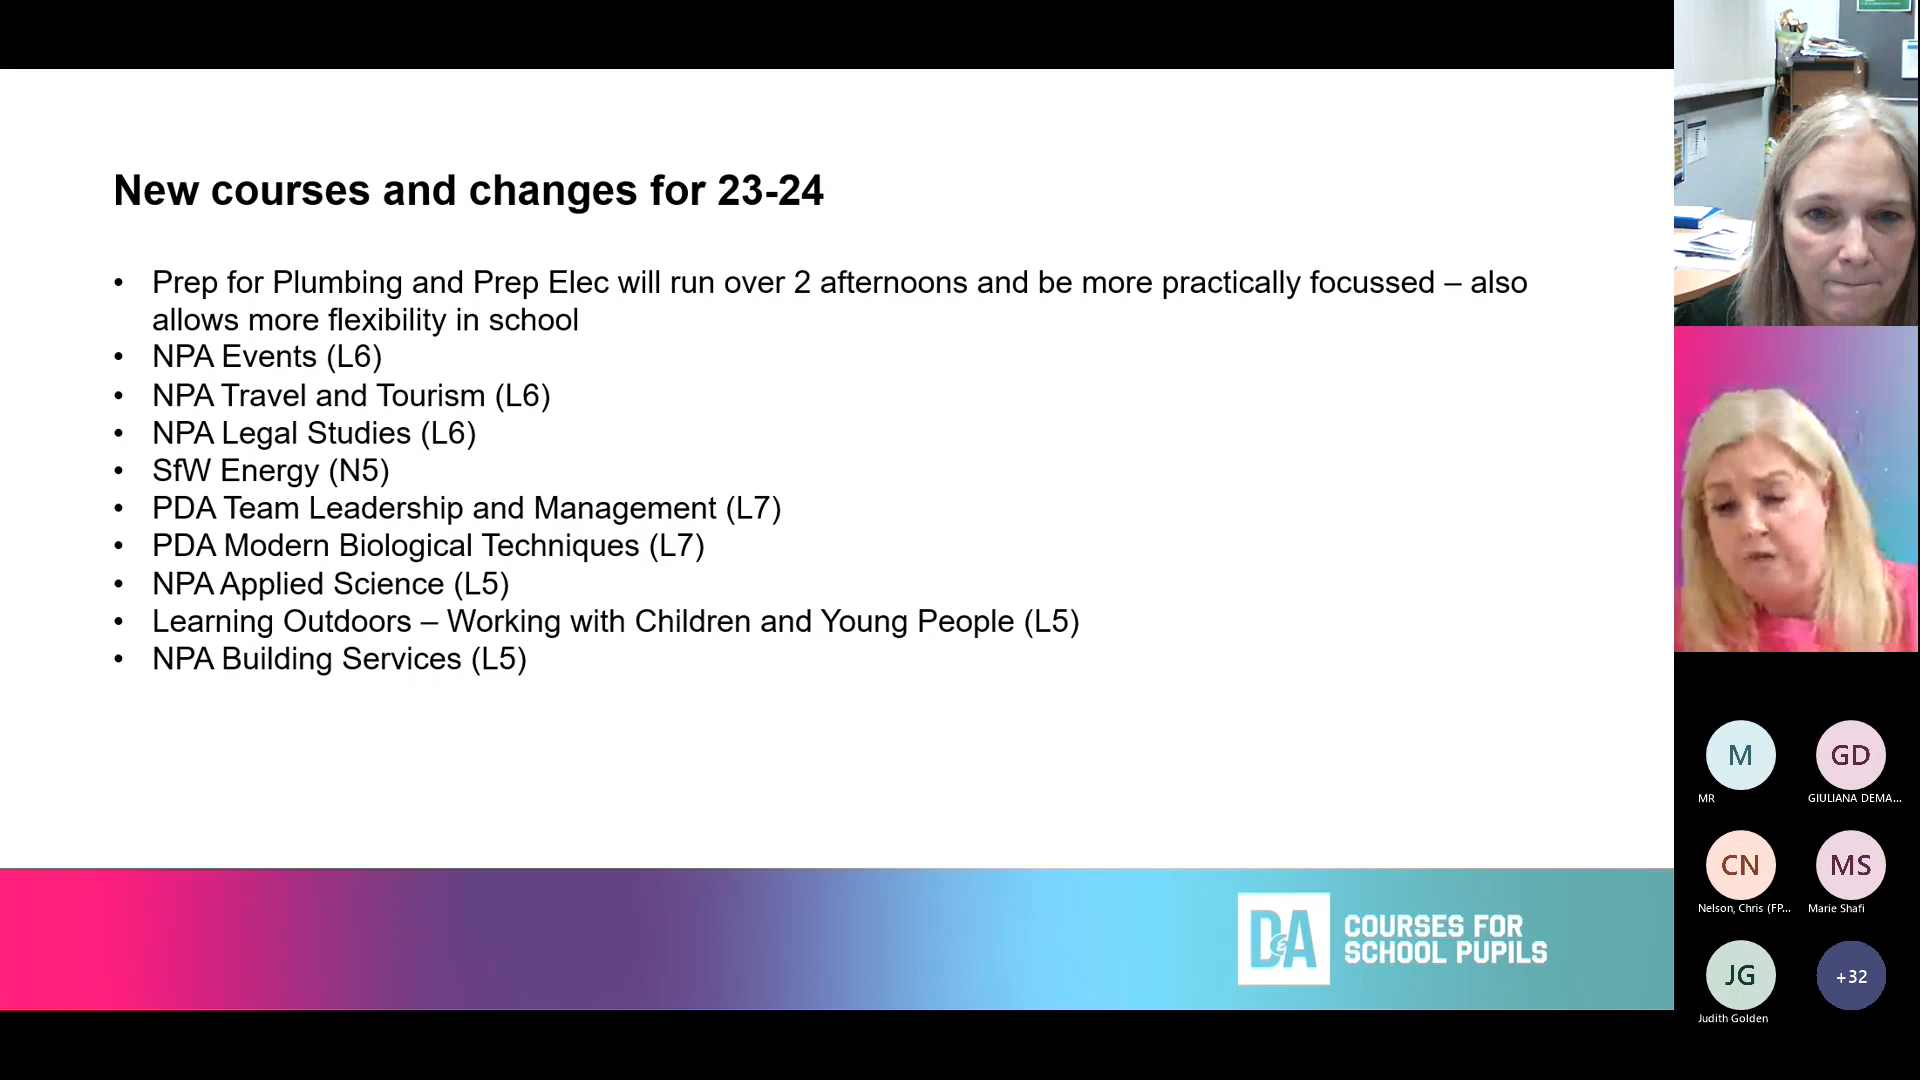 New courses and changes for 23-24
• Prep for Plumbing and Prep Elec will run over 2 afternoons and be more practically focussed – also
allows more flexibility in school
• NPA Events (L6)
• NPA Travel and Tourism (L6)
• NPA Legal Studies (L6)
• SfW Energy (N5)
• PDA Team Leadership and Management (L7)
• PDA Modern Biological Techniques (L7)
• NPA Applied Science (L5)
• Learning Outdoors – Working with Children and Young People (L5)
• NPA Building Services (L5)
D&A
COURSES FOR
SCHOOL PUPILS
M
MR
GD
GIULIANA DEMA...
CN
Nelson, Chris (FP...
MS
Marie Shafi
JG
Judith Golden
+32